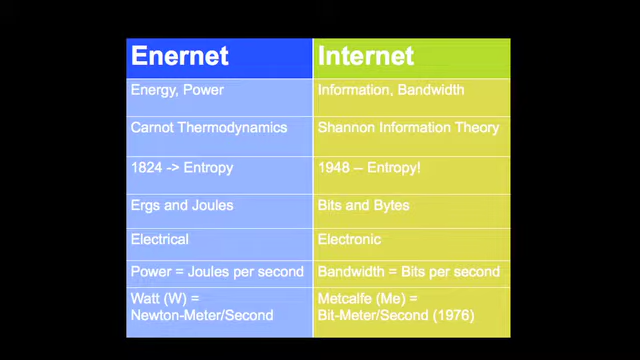 Enernet Internet
Energy, Power Information, Bandwidth
Carnot Thermodynamics Shannon Information Theory
1824 -> Entropy 1948 – Entropy!
Ergs and Joules Bits and Bytes
Electrical Electronic
Power = Joules per second Bandwidth = Bits per second
Watt (W) = Metcalfe (Me) =
Newton-Meter/Second Bit-Meter/Second (1976)